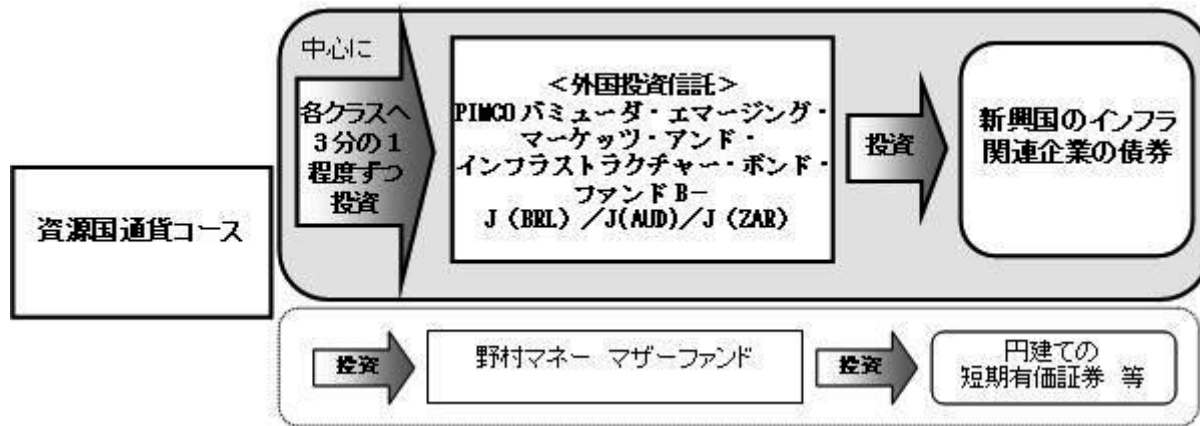 資源国通貨コース
中心に
各クラスへ
3分の1
程度ずつ
投資
<外国投資信託>
PIMCO バミューダ・エマージング・
マーケッツ・アンド・
インフラストラクチャー・ボンド・
ファンドB－
J（BRL）／J(AUD)／J（ZAR）
投資
新興国のインフラ
関連企業の債券
投資
野村マネー マザーファンド
投資
円建ての
短期有価証券 等